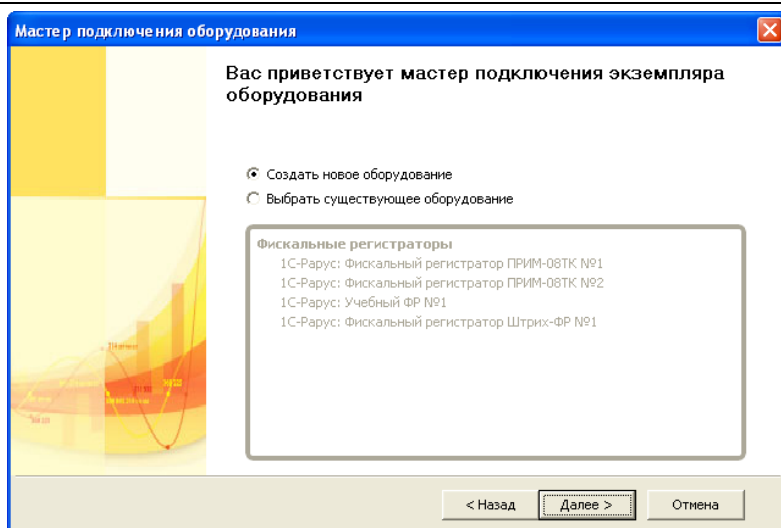 Мастер подключения оборудования
Вас приветствует мастер подключения экземпляра
оборудования
Создать новое оборудование
Выбрать существующее оборудование
Фискальные регистраторы
1С-Рарус: Фискальный регистратор ПРИМ-08ТК №1
1С-Рарус: Фискальный регистратор ПРИМ-08ТК №2
1С-Рарус: Учебный ФР №1
1С-Рарус: Фискальный регистратор Штрих-ФР №1
< Назад
Далее >
Отмена